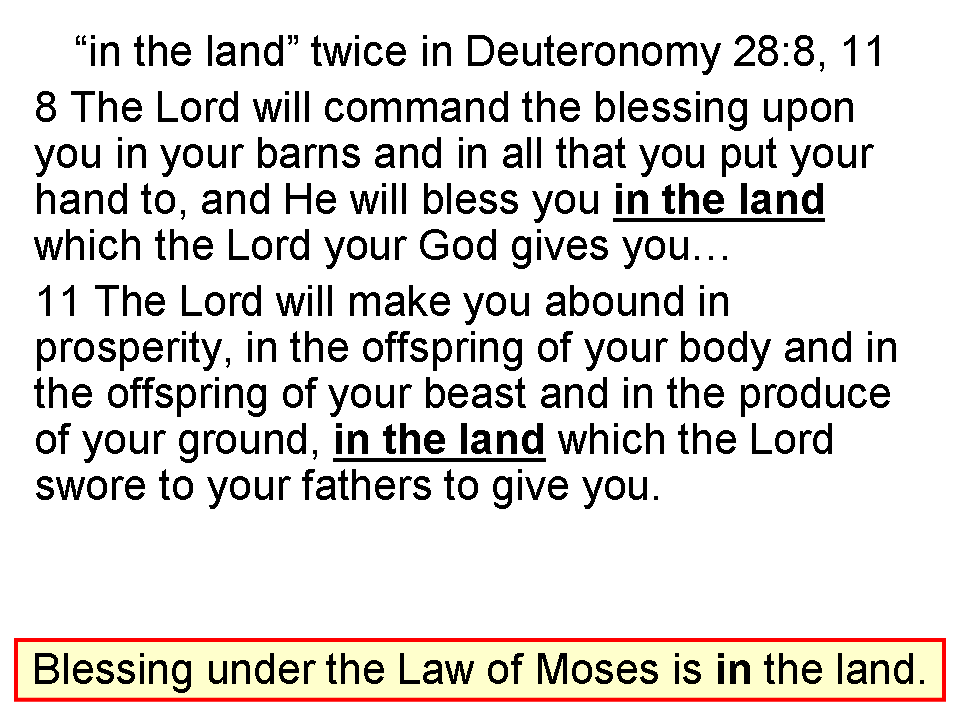 “in the land” twice in Deuteronomy 28:8, 11
8 The Lord will command the blessing upon
you in your barns and in all that you put your
hand to, and He will bless you in the land
which the Lord your God gives you…
11 The Lord will make you abound in
prosperity, in the offspring of your body and in
the offspring of your beast and in the produce
of your ground, in the land which the Lord
swore to your fathers to give you.
Blessing under the Law of Moses is in the land.